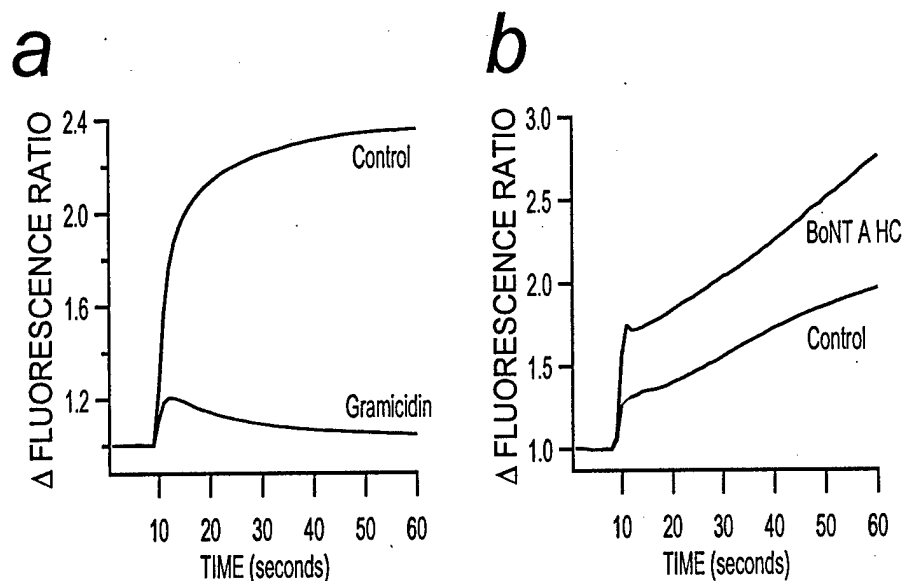 a
Δ FLUORESCENCE RATIO
2.4
2.0
1.6
1.2
Control
Gramicidin
10 20 30 40 50 60
TIME (seconds)
b
Δ FLUORESCENCE RATIO
3.0
2.5
2.0
1.5
1.0
BoNT A HC
Control
10 20 30 40 50 60
TIME (seconds)